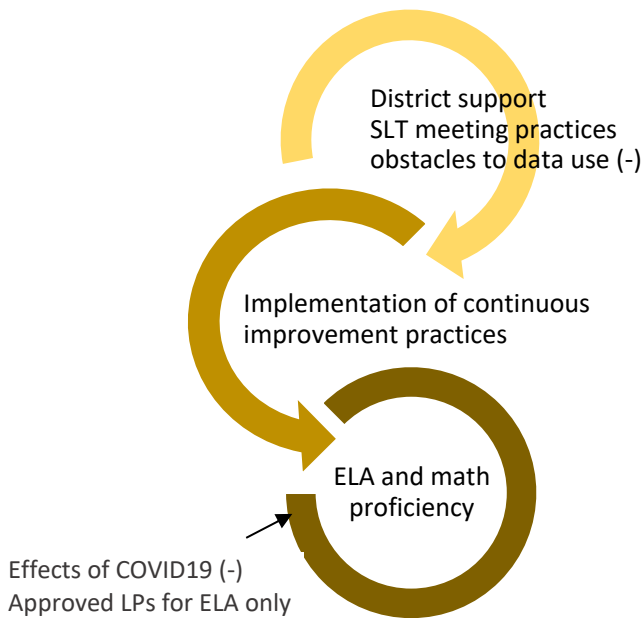 District support
SLT meeting practices
obstacles to data use (-)
Implementation of continuous
improvement practices
ELA and math
proficiency
Effects of COVID19 (-)
Approved LPs for ELA only